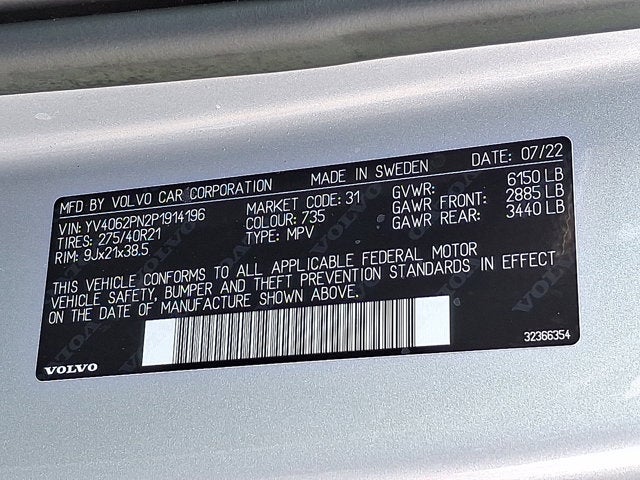 MFD BY VOLVO CAR CORPORATION MADE IN SWEDEN DATE: 07/22
VIN: YV4062PN2P1914196 MARKET CODE: 31 GVWR: 6150 LB
TIRES: 275/40R21 COLOUR: 735 GAWR FRONT: 2885 LB
RIM: 9Jx21x38.5 TYPE: MPV GAWR REAR: 3440 LB
THIS VEHICLE CONFORMS TO ALL APPLICABLE FEDERAL MOTOR
VEHICLE SAFETY, BUMPER AND THEFT PREVENTION STANDARDS IN EFFECT
ON THE DATE OF MANUFACTURE SHOWN ABOVE.
VOLVO 32366354